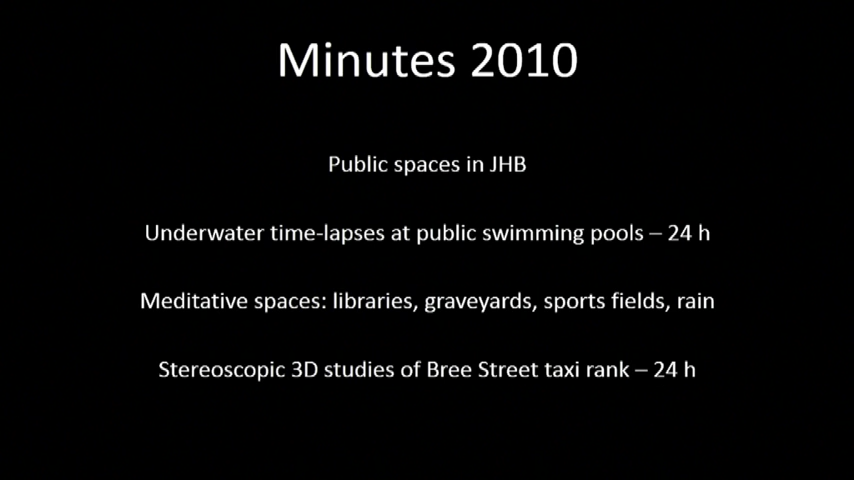 Minutes 2010
Public spaces in JHB
Underwater time-lapses at public swimming pools – 24 h
Meditative spaces: libraries, graveyards, sports fields, rain
Stereoscopic 3D studies of Bree Street taxi rank – 24 h